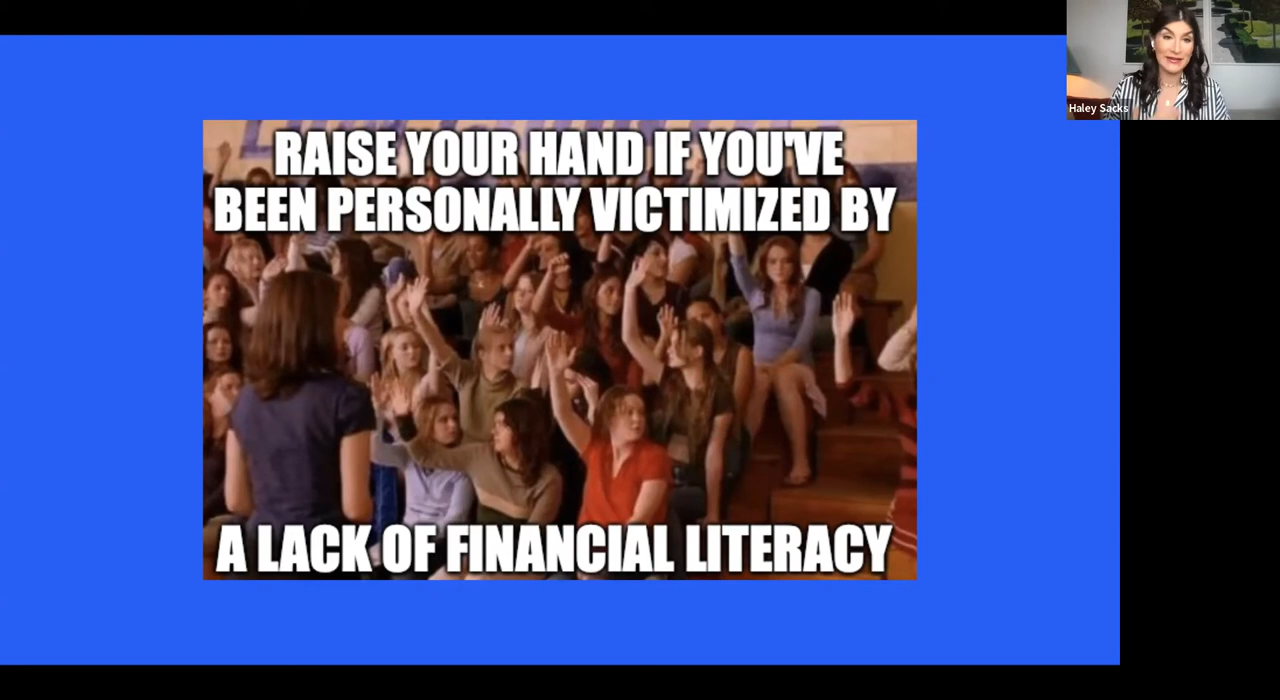 RAISE YOUR HAND IF YOU'VE
BEEN PERSONALLY VICTIMIZED BY
A LACK OF FINANCIAL LITERACY
Haley Sacks